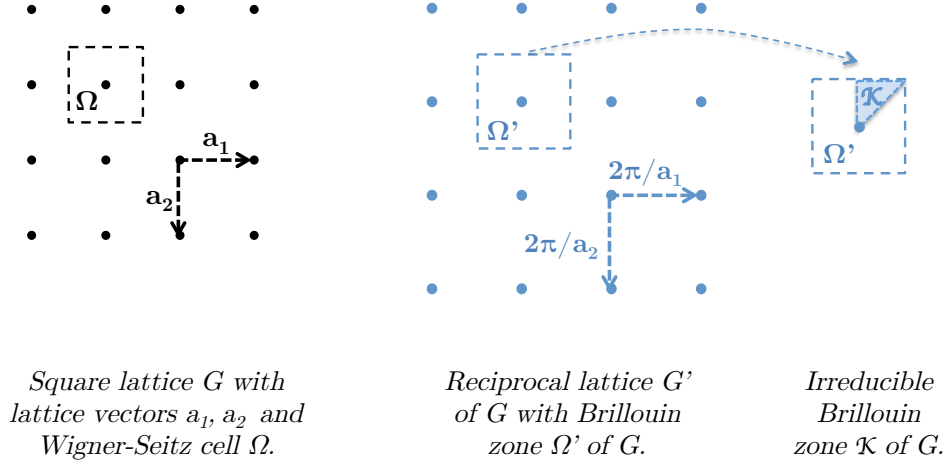 Ω
a₁
a₂
Ω'
2π/a₁
2π/a₂
𝒦
Ω'
Square lattice G with
lattice vectors a₁, a₂ and
Wigner-Seitz cell Ω.
Reciprocal lattice G'
of G with Brillouin
zone Ω' of G.
Irreducible
Brillouin
zone 𝒦 of G.